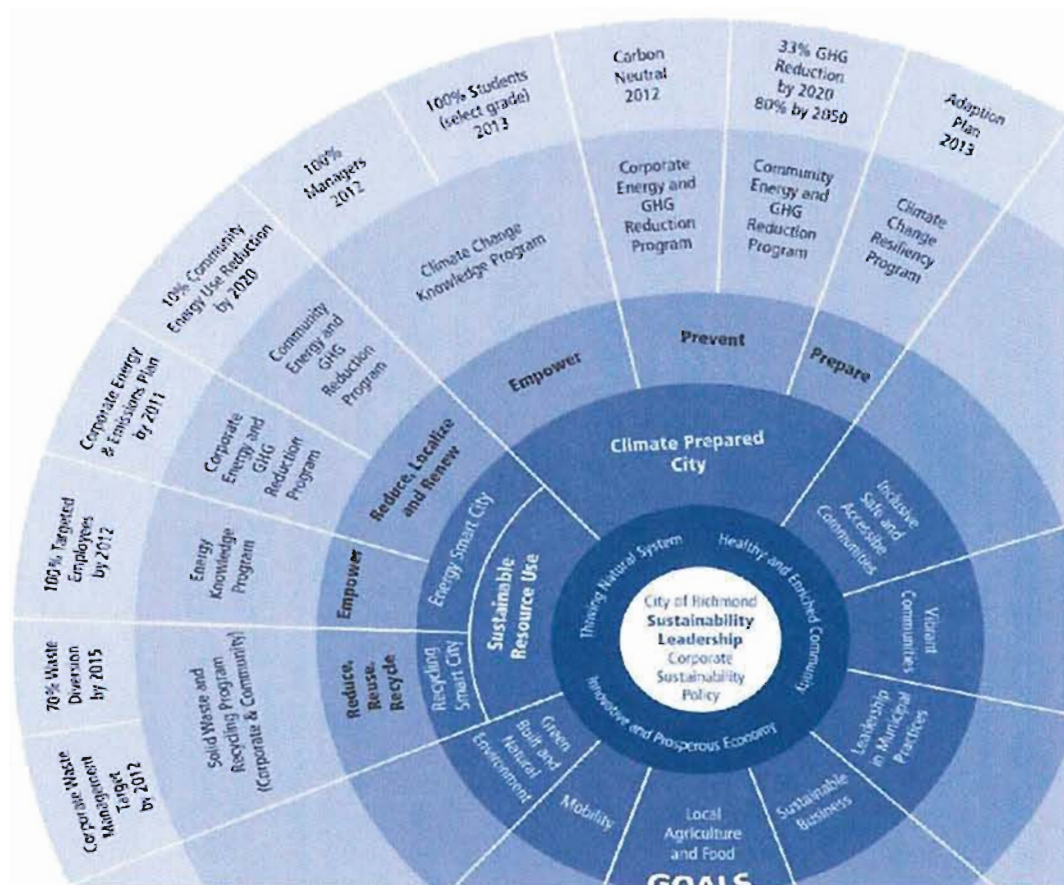 Carbon
Neutral
2012
33% GHG
Reduction
by 2020
80% by 2050
Adaption
Plan
2013
100% Students
(select grade)
2013
100%
Managers
2012
10% Community
Energy Use Reduction
by 2020
Corporate Energy
& Emissions Plan
by 2011
100% Targeted
Employees
by 2012
70% Waste
Diversion
by 2015
Corporate Waste
Management
Target
by 2012
Corporate
Energy and
GHG
Reduction
Program
Community
Energy and
GHG
Reduction
Program
Climate
Change
Resiliency
Program
Climate Change
Knowledge Program
Community
Energy and
GHG
Reduction
Program
Corporate
Energy and
GHG
Reduction
Program
Energy
Knowledge
Program
Solid Waste and
Recycling Program
(Corporate & Community)
Empower
Prevent
Prepare
Reduce, Localize
and Renew
Empower
Reduce,
Reuse,
Recycle
Climate Prepared
City
Inclusive
Safe and
Accessible
Communities
Vibrant
Communities
Leadership
in Municipal
Practices
Sustainable
Business
Local
Agriculture
and Food
Mobility
Green
Built and
Natural
Environment
Energy Smart City
Recycling
Smart City
Sustainable
Resource Use
Thriving Natural System
Healthy and Enriched Community
Innovative and Prosperous Economy
City of Richmond
Sustainability
Leadership
Corporate
Sustainability
Policy
GOALS